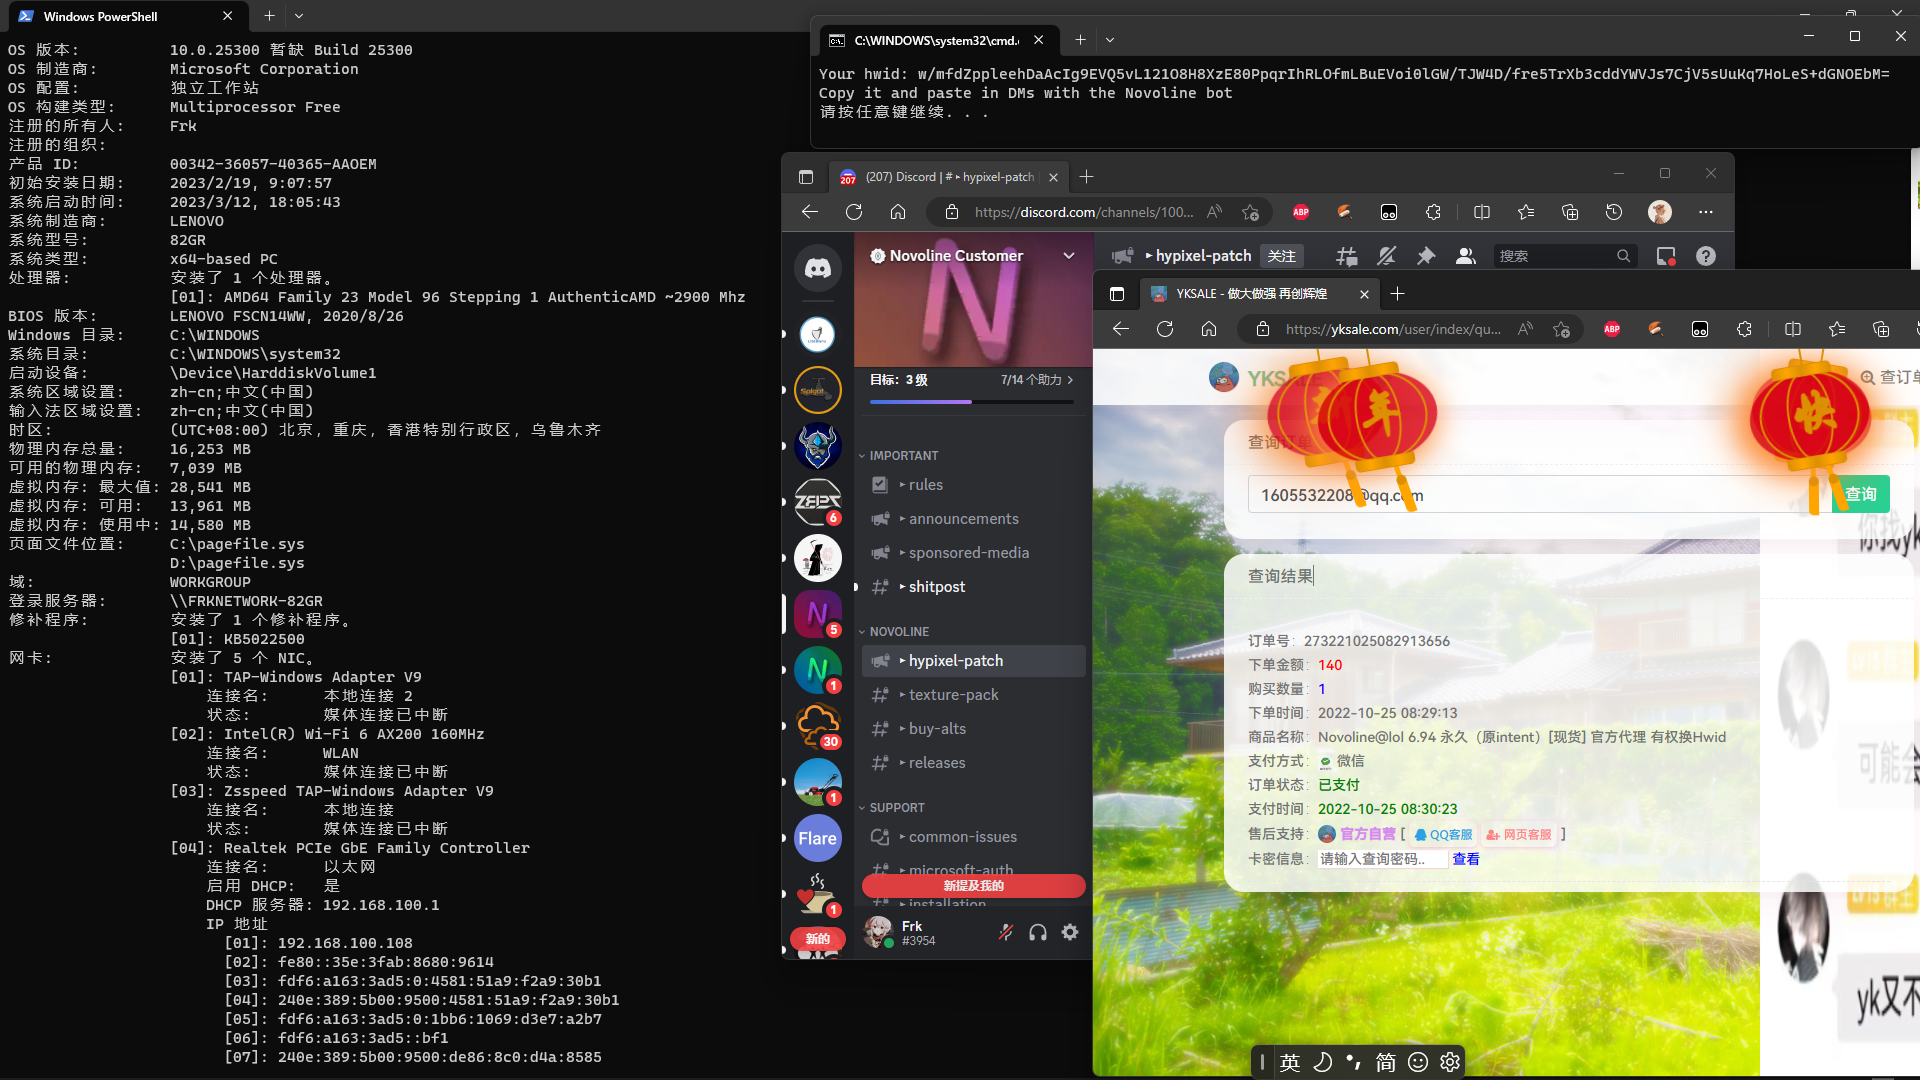 Windows PowerShell
OS 版本: 10.0.25300 暂缺 Build 25300
OS 制造商: Microsoft Corporation
OS 配置: 独立工作站
OS 构建类型: Multiprocessor Free
注册的所有人: Frk
注册的组织:
产品 ID: 00342-36057-40365-AAOEM
初始安装日期: 2023/2/19, 9:07:57
系统启动时间: 2023/3/12, 18:05:43
系统制造商: LENOVO
系统型号: 82GR
系统类型: x64-based PC
处理器: 安装了 1 个处理器。
[01]: AMD64 Family 23 Model 96 Stepping 1 AuthenticAMD ~2900 Mhz
BIOS 版本: LENOVO FSCN14WW, 2020/8/26
Windows 目录: C:\WINDOWS
系统目录: C:\WINDOWS\system32
启动设备: \Device\HarddiskVolume1
系统区域设置: zh-cn;中文(中国)
输入法区域设置: zh-cn;中文(中国)
时区: (UTC+08:00) 北京，重庆，香港特别行政区，乌鲁木齐
物理内存总量: 16,253 MB
可用的物理内存: 7,039 MB
虚拟内存: 最大值: 28,541 MB
虚拟内存: 可用: 13,961 MB
虚拟内存: 使用中: 14,580 MB
页面文件位置: C:\pagefile.sys
D:\pagefile.sys
域: WORKGROUP
登录服务器: \\FRKNETWORK-82GR
修补程序: 安装了 1 个修补程序。
[01]: KB5022500
网卡: 安装了 5 个 NIC。
[01]: TAP-Windows Adapter V9
连接名: 本地连接 2
状态: 媒体连接已中断
[02]: Intel(R) Wi-Fi 6 AX200 160MHz
连接名: WLAN
状态: 媒体连接已中断
[03]: Zsspeed TAP-Windows Adapter V9
连接名: 本地连接
状态: 媒体连接已中断
[04]: Realtek PCIe GbE Family Controller
连接名: 以太网
启用 DHCP: 是
DHCP 服务器: 192.168.100.1
IP 地址
[01]: 192.168.100.108
[02]: fe80::35e:3fab:8680:9614
[03]: fdf6:a163:3ad5:0:4581:51a9:f2a9:30b1
[04]: 240e:389:5b00:9500:4581:51a9:f2a9:30b1
[05]: fdf6:a163:3ad5:0:1bb6:1069:d3e7:a2b7
[06]: fdf6:a163:3ad5::bf1
[07]: 240e:389:5b00:9500:de86:8c0:d4a:8585
C:\WINDOWS\system32\cmd.
Your hwid: w/mfdZppleehDaAcIg9EVQ5vL121O8H8XzE80PpqrIhRLOfmLBuEVoi0lGW/TJW4D/fre5TrXb3cddYWVJs7CjV5sUuKq7HoLeS+dGNOEbM=
Copy it and paste in DMs with the Novoline bot
请按任意键继续. . .
207
(207) Discord | # ▸ hypixel-patch
https://discord.com/channels/100...
ABP
Novoline Customer
▸ hypixel-patch
关注
搜索
目标：3 级
7/14 个助力
IMPORTANT
▸ rules
▸ announcements
▸ sponsored-media
▸ shitpost
NOVOLINE
▸ hypixel-patch
▸ texture-pack
▸ buy-alts
▸ releases
SUPPORT
▸ common-issues
▸ microsoft-auth
新提及我的
▸ installation
6
5
1
30
1
Flare
1
新的
Frk
#3954
YKSALE - 做大做强 再创辉煌
https://yksale.com/user/index/qu...
ABP
YKSALE
年
快
查订单
查询订单
1605532208@qq.com
查询
查询结果
订单号: 273221025082913656
下单金额: 140
购买数量: 1
下单时间: 2022-10-25 08:29:13
商品名称: Novoline@lol 6.94 永久（原intent）[现货] 官方代理 有权换Hwid
支付方式: 微信
订单状态: 已支付
支付时间: 2022-10-25 08:30:23
售后支持: 官方自营 [ QQ客服 网页客服 ]
卡密信息: 请输入查询密码.. 查看
你找yk
可能会
yk又不
英 简